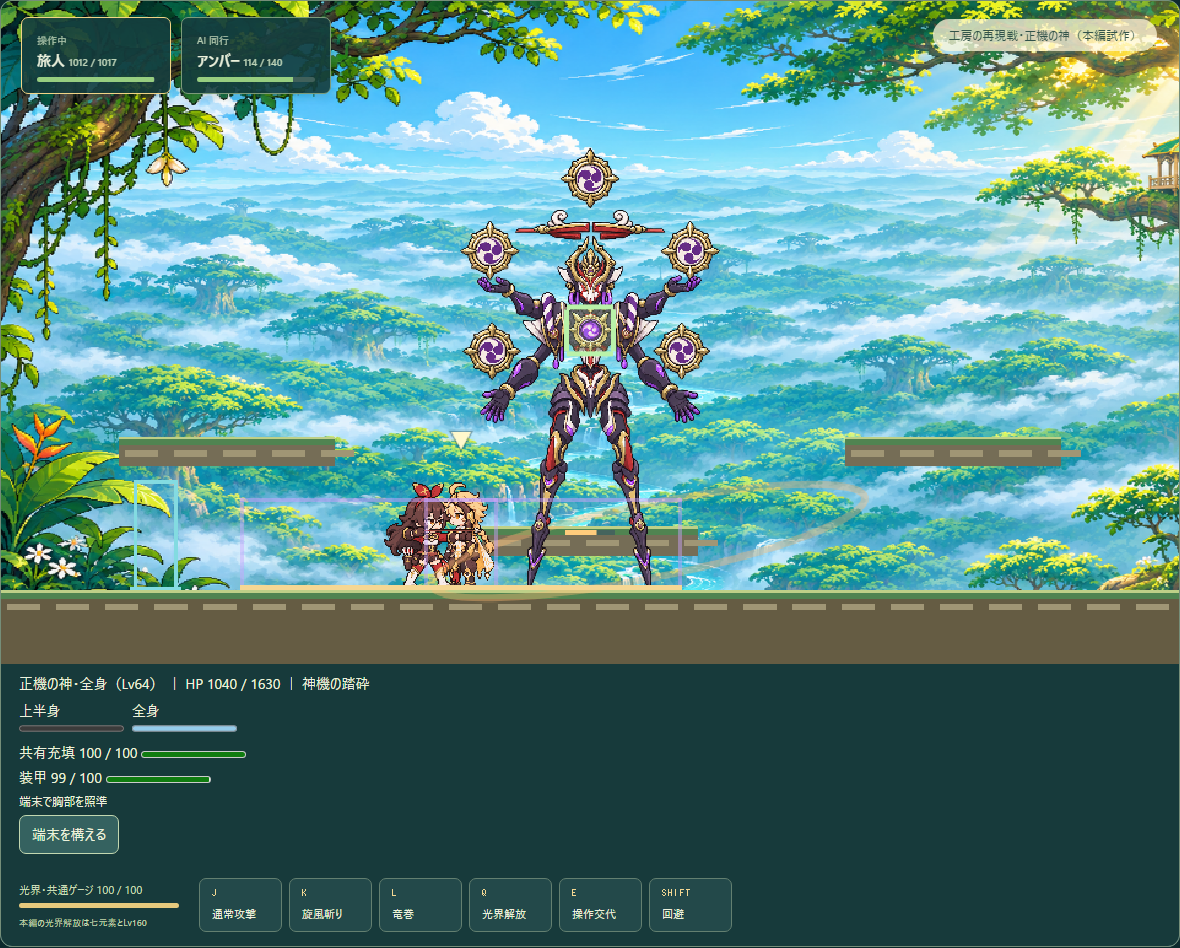 操作中
旅人 1012 / 1017
AI 同行
アンバー 114 / 140
工房の再現戦・正機の神（本編試作）
正機の神・全身（Lv64） ｜ HP 1040 / 1630 ｜ 神機の踏砕
上半身
全身
共有充填 100 / 100
装甲 99 / 100
端末で胸部を照準
端末を構える
光界・共通ゲージ 100 / 100
本編の光界解放は七元素とLv160
J
通常攻撃
K
旋風斬り
L
竜巻
Q
光界解放
E
操作交代
SHIFT
回避